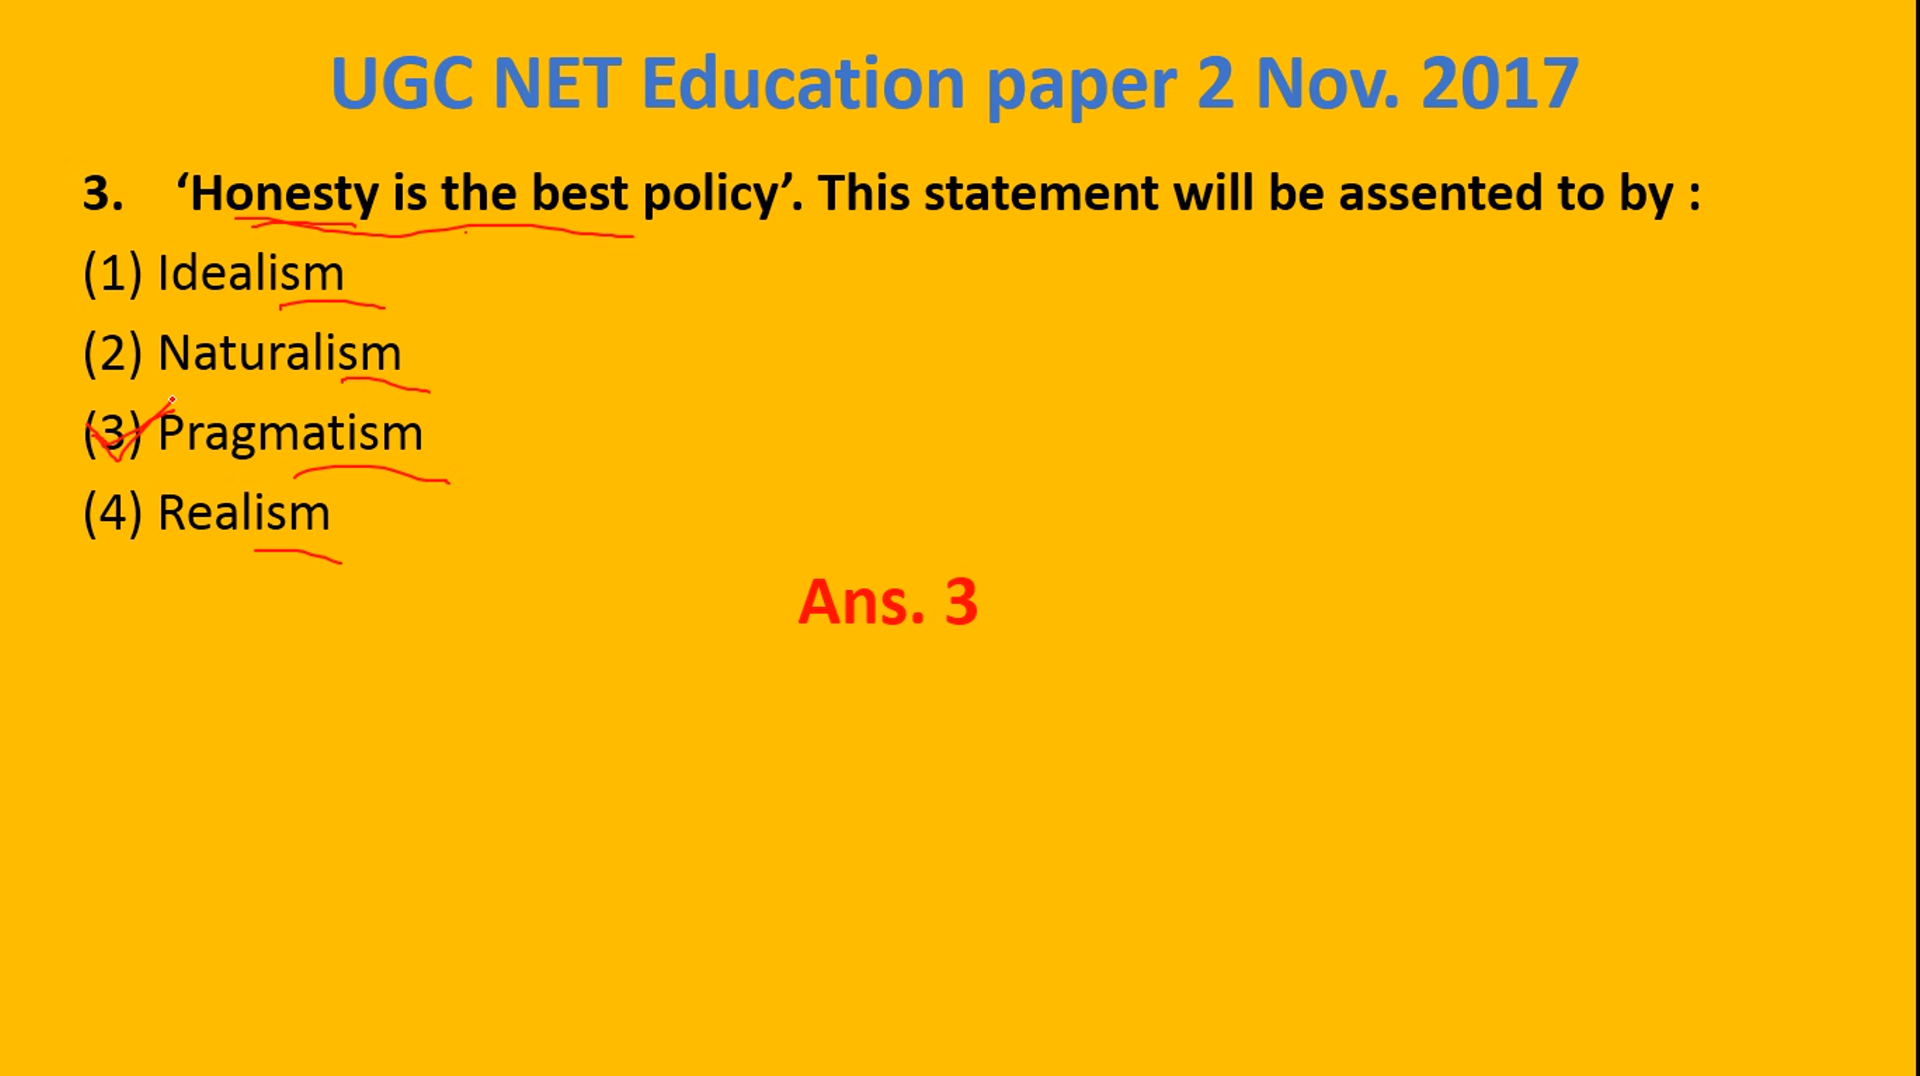 UGC NET Education paper 2 Nov. 2017
3. ‘Honesty is the best policy’. This statement will be assented to by :
(1) Idealism
(2) Naturalism
(3) Pragmatism
(4) Realism
Ans. 3